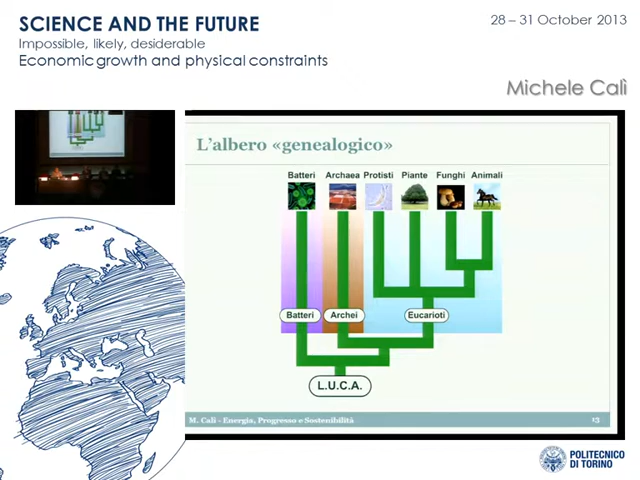 SCIENCE AND THE FUTURE
Impossible, likely, desiderable
Economic growth and physical constraints
28 – 31 October 2013
Michele Calì
L'albero «genealogico»
Batteri Archaea Protisti Piante Funghi Animali
Batteri Archei Eucarioti
L.U.C.A.
M. Calì - Energia, Progresso e Sostenibilità 13
POLITECNICO
DI TORINO